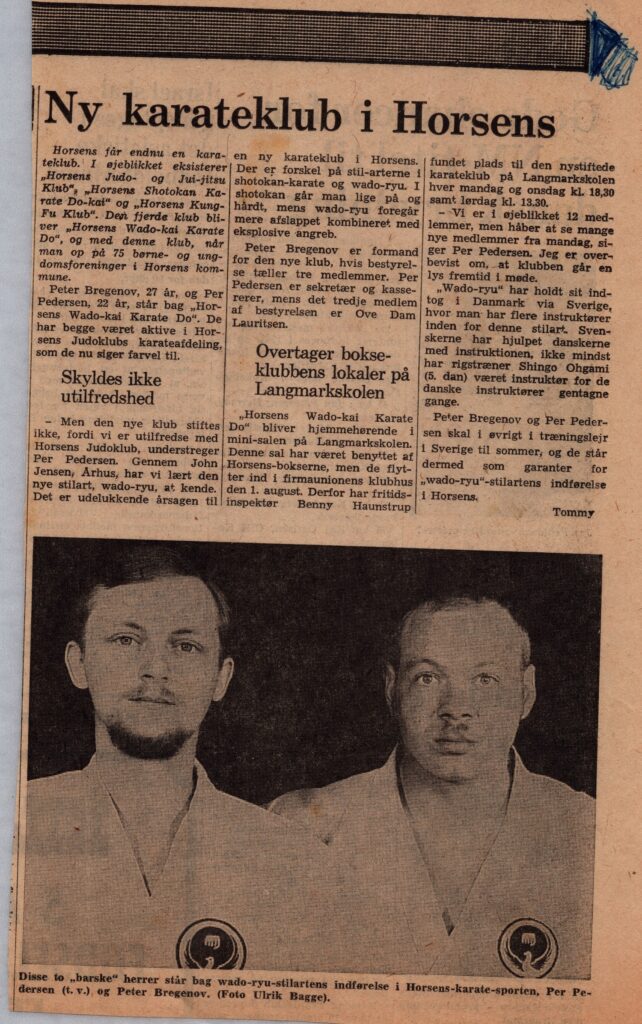 Ny karateklub i Horsens
Horsens får endnu en kara-
teklub. I øjeblikket eksisterer
„Horsens Judo- og Jui-jitsu
Klub", „Horsens Shotokan Ka-
rate Do-kai" og „Horsens Kung-
Fu Klub". Den fjerde klub bli-
ver „Horsens Wado-kai Karate
Do", og med denne klub, når
man op på 75 børne- og ung-
domsforeninger i Horsens kom-
mune.
Peter Bregenov, 27 år, og Per
Pedersen, 22 år, står bag „Hor-
sens Wado-kai Karate Do". De
har begge været aktive i Hor-
sens Judoklubs karateafdeling,
som de nu siger farvel til.
Skyldes ikke
utilfredshed
– Men den nye klub stiftes
ikke, fordi vi er utilfredse med
Horsens Judoklub, understreger
Per Pedersen. Gennem John
Jensen, Århus, har vi lært den
nye stilart, wado-ryu, at kende.
Det er udelukkende årsagen til
en ny karateklub i Horsens.
Der er forskel på stil-arterne i
shotokan-karate og wado-ryu. I
shotokan går man lige på og
hårdt, mens wado-ryu foregår
mere afslappet kombineret med
eksplosive angreb.
Peter Bregenov er formand
for den nye klub, hvis bestyrel-
se tæller tre medlemmer. Per
Pedersen er sekretær og kasse-
rerer, mens det tredje medlem
af bestyrelsen er Ove Dam
Lauritsen.
Overtager bokse-
klubbens lokaler på
Langmarkskolen
„Horsens Wado-kai Karate
Do" bliver hjemmehørende i
mini-salen på Langmarkskolen.
Denne sal har været benyttet af
Horsens-bokserne, men de flyt-
ter ind i firmaunionens klubhus
den 1. august. Derfor har fritids-
inspektør Benny Haunstrup
fundet plads til den nystiftede
karateklub på Langmarkskolen
hver mandag og onsdag kl. 18,30
samt lørdag kl. 13.30.
– Vi er i øjeblikket 12 med-
lemmer, men håber at se mange
nye medlemmer fra mandag, si-
ger Per Pedersen. Jeg er over-
bevist om, at klubben går en
lys fremtid i møde.
„Wado-ryu" har holdt sit ind-
tog i Danmark via Sverige,
hvor man har flere instruktører
inden for denne stilart. Sven-
skerne har hjulpet danskerne
med instruktionen, ikke mindst
har rigstræner Shingo Ohgami
(5. dan) været instruktør for de
danske instruktører gentagne
gange.
Peter Bregenov og Per Peder-
sen skal i øvrigt i træningslejr
i Sverige til sommer, og de står
dermed som garanter for
„wado-ryu"-stilartens indførelse
i Horsens.
Tommy
Disse to „barske" herrer står bag wado-ryu-stilartens indførelse i Horsens-karate-sporten, Per Pe-
dersen (t. v.) og Peter Bregenov. (Foto Ulrik Bagge).